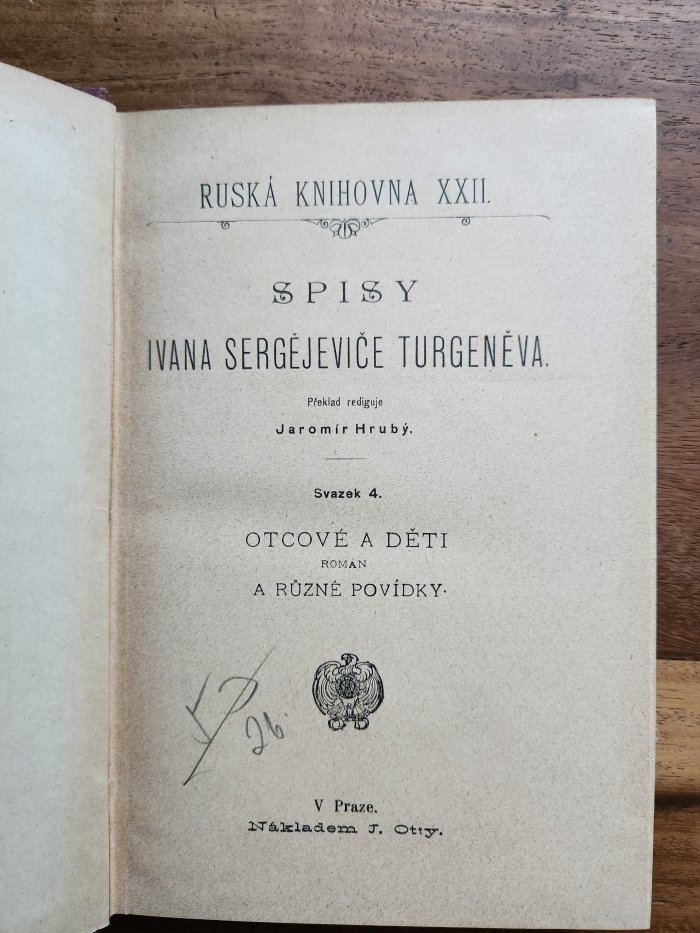 RUSKÁ KNIHOVNA XXII.
SPISY
IVANA SERGĚJEVIČE TURGENĚVA.
Překlad rediguje
Jaromír Hrubý.
Svazek 4.
OTCOVÉ A DĚTI
ROMAN
A RŮZNÉ POVÍDKY.
26.
V Praze.
Nákladem J. Otty.